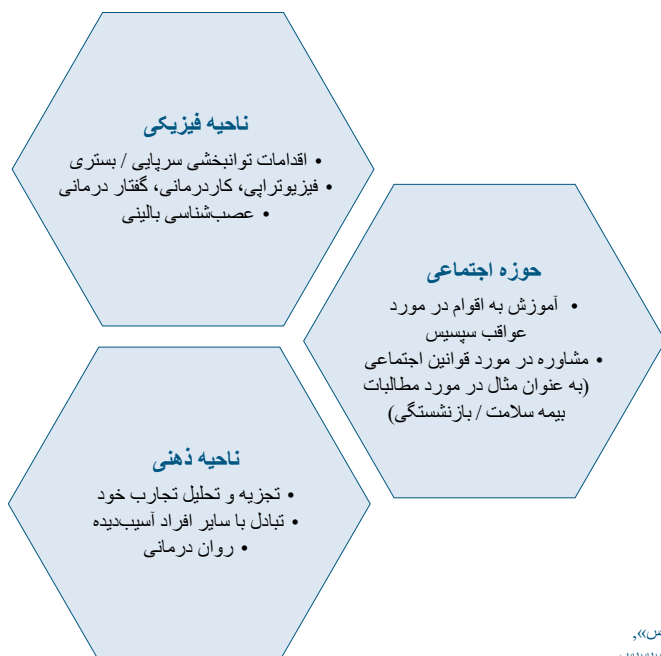 ناحیه فیزیکی
• اقدامات توانبخشی سرپایی / بستری
• فیزیوتراپی، کاردرمانی، گفتار درمانی
• عصب‌شناسی بالینی
حوزه اجتماعی
• آموزش به اقوام در مورد
عواقب سپسیس
• مشاوره در مورد قوانین اجتماعی
(به عنوان مثال در مورد مطالبات
بیمه سلامت / بازنشستگی)
ناحیه ذهنی
• تجزیه و تحلیل تجارب خود
• تبادل با سایر افراد آسیب‌دیده
• روان درمانی